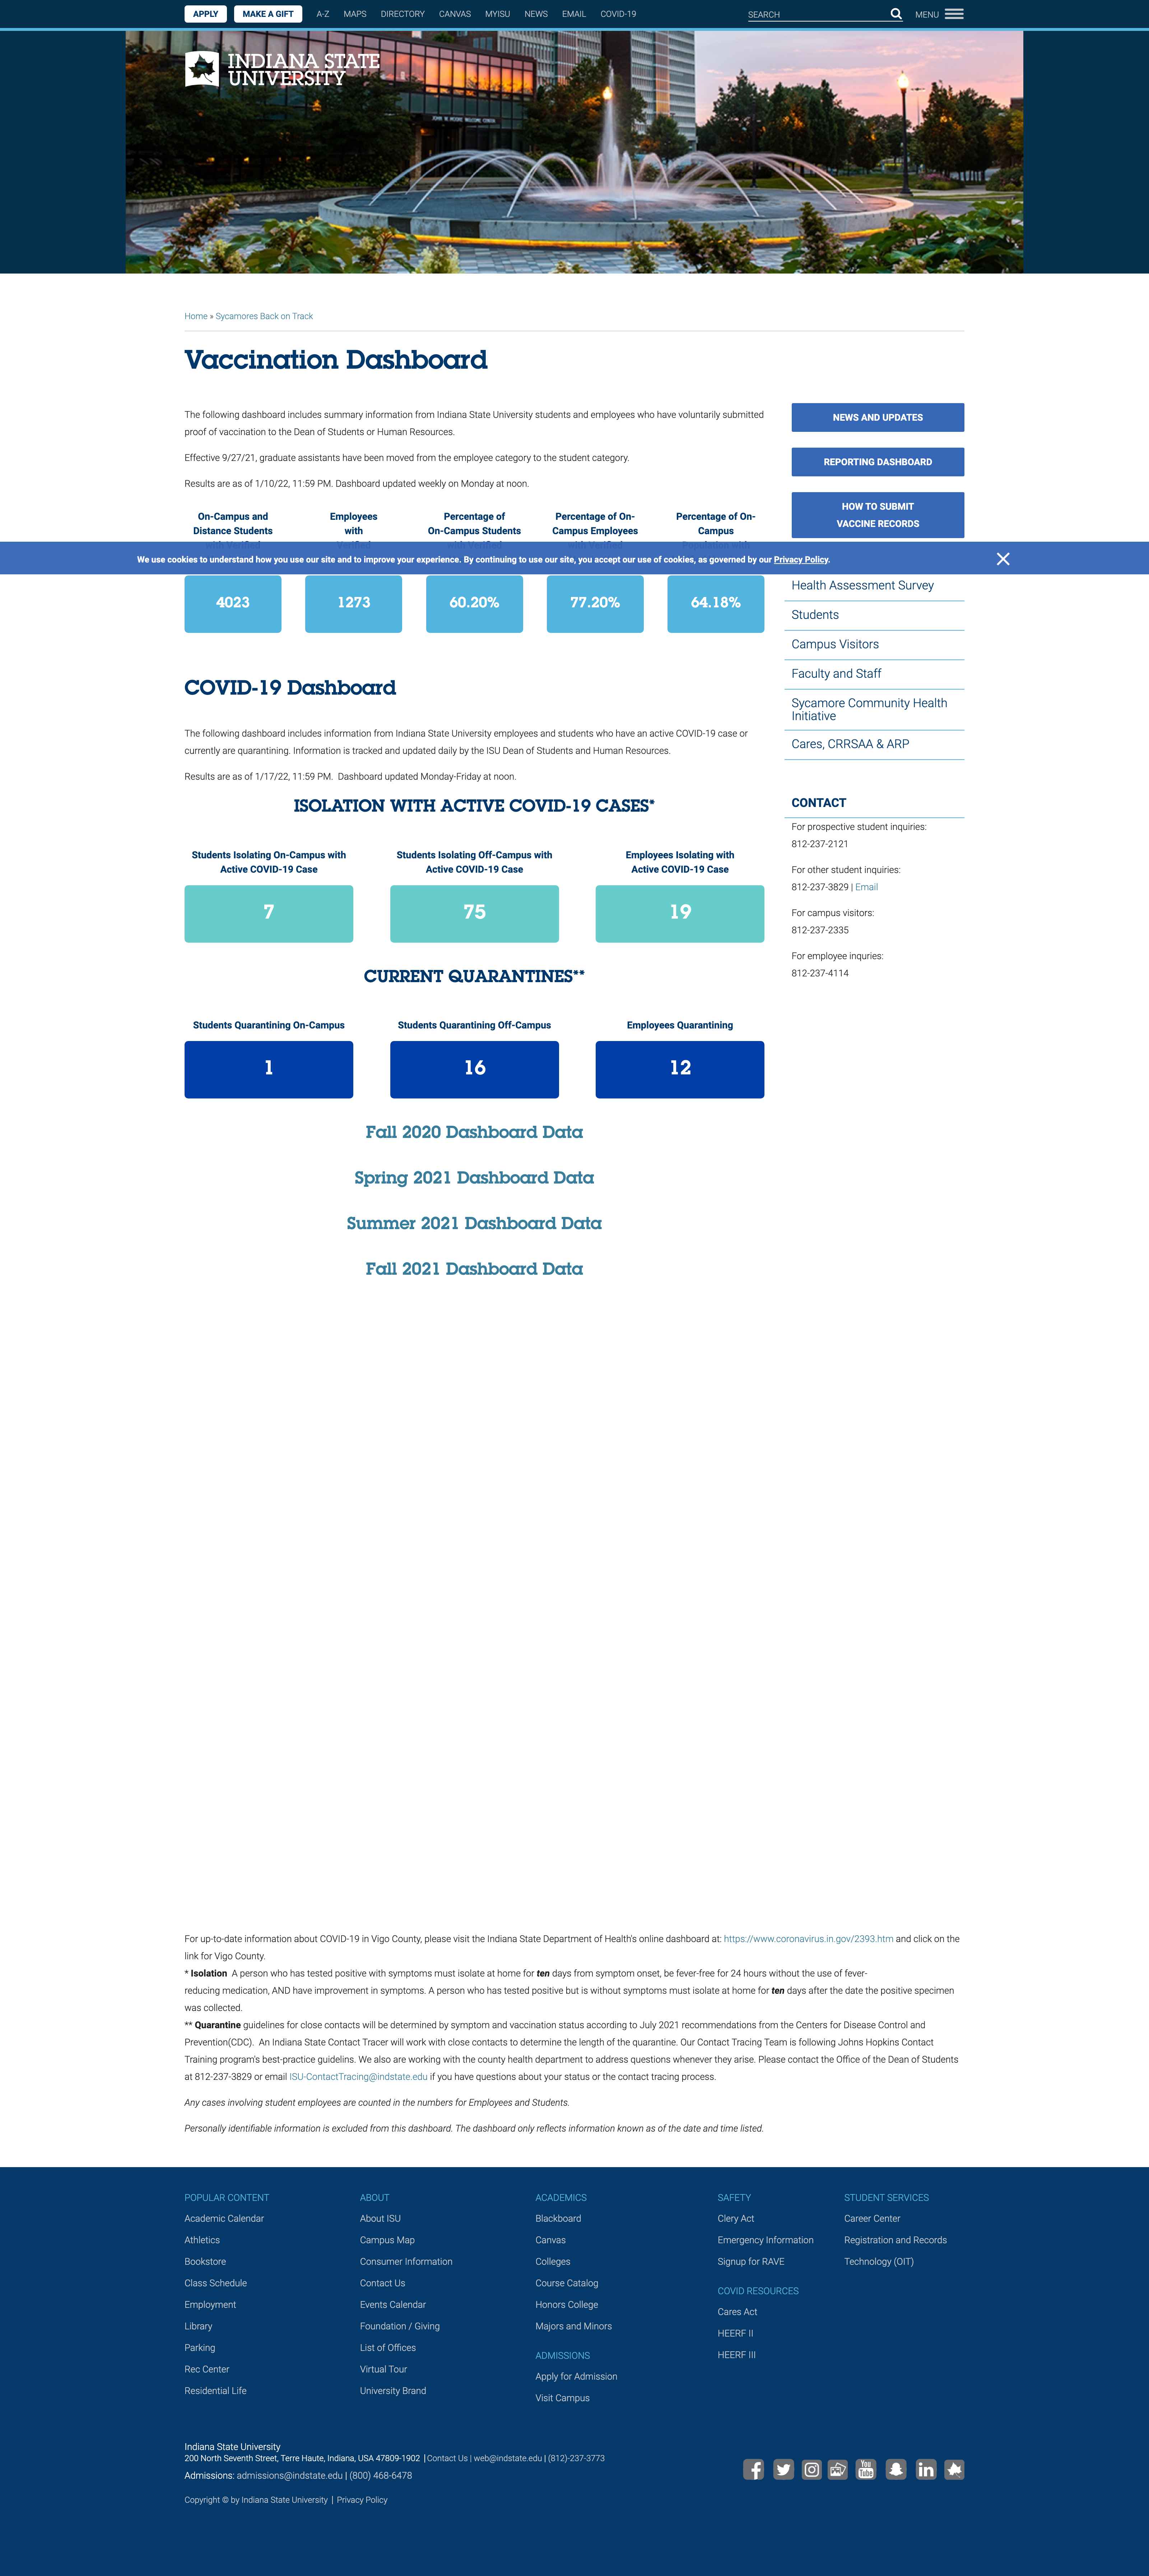 APPLY MAKE A GIFT A-Z MAPS DIRECTORY CANVAS MYISU NEWS EMAIL COVID-19 SEARCH MENU
INDIANA STATE
UNIVERSITY
Home » Sycamores Back on Track
Vaccination Dashboard
The following dashboard includes summary information from Indiana State University students and employees who have voluntarily submitted
proof of vaccination to the Dean of Students or Human Resources.
Effective 9/27/21, graduate assistants have been moved from the employee category to the student category.
Results are as of 1/10/22, 11:59 PM. Dashboard updated weekly on Monday at noon.
On-Campus and
Distance Students
Employees
with
Percentage of
On-Campus Students
Percentage of On-
Campus Employees
Percentage of On-
Campus
We use cookies to understand how you use our site and to improve your experience. By continuing to use our site, you accept our use of cookies, as governed by our Privacy Policy.
4023 1273 60.20% 77.20% 64.18%
COVID-19 Dashboard
The following dashboard includes information from Indiana State University employees and students who have an active COVID-19 case or
currently are quarantining. Information is tracked and updated daily by the ISU Dean of Students and Human Resources.
Results are as of 1/17/22, 11:59 PM.  Dashboard updated Monday-Friday at noon.
ISOLATION WITH ACTIVE COVID-19 CASES*
Students Isolating On-Campus with
Active COVID-19 Case
Students Isolating Off-Campus with
Active COVID-19 Case
Employees Isolating with
Active COVID-19 Case
7 75 19
CURRENT QUARANTINES**
Students Quarantining On-Campus Students Quarantining Off-Campus Employees Quarantining
1 16 12
Fall 2020 Dashboard Data
Spring 2021 Dashboard Data
Summer 2021 Dashboard Data
Fall 2021 Dashboard Data
NEWS AND UPDATES
REPORTING DASHBOARD
HOW TO SUBMIT
VACCINE RECORDS
Health Assessment Survey
Students
Campus Visitors
Faculty and Staff
Sycamore Community Health
Initiative
Cares, CRRSAA & ARP
CONTACT
For prospective student inquiries:
812-237-2121
For other student inquiries:
812-237-3829 | Email
For campus visitors:
812-237-2335
For employee inquries:
812-237-4114
For up-to-date information about COVID-19 in Vigo County, please visit the Indiana State Department of Health's online dashboard at: https://www.coronavirus.in.gov/2393.htm and click on the
link for Vigo County.
* Isolation  A person who has tested positive with symptoms must isolate at home for ten days from symptom onset, be fever-free for 24 hours without the use of fever-
reducing medication, AND have improvement in symptoms. A person who has tested positive but is without symptoms must isolate at home for ten days after the date the positive specimen
was collected.
** Quarantine guidelines for close contacts will be determined by symptom and vaccination status according to July 2021 recommendations from the Centers for Disease Control and
Prevention(CDC).  An Indiana State Contact Tracer will work with close contacts to determine the length of the quarantine. Our Contact Tracing Team is following Johns Hopkins Contact
Training program's best-practice guidelins. We also are working with the county health department to address questions whenever they arise. Please contact the Office of the Dean of Students
at 812-237-3829 or email ISU-ContactTracing@indstate.edu if you have questions about your status or the contact tracing process.
Any cases involving student employees are counted in the numbers for Employees and Students.
Personally identifiable information is excluded from this dashboard. The dashboard only reflects information known as of the date and time listed.
POPULAR CONTENT
Academic Calendar
Athletics
Bookstore
Class Schedule
Employment
Library
Parking
Rec Center
Residential Life
ABOUT
About ISU
Campus Map
Consumer Information
Contact Us
Events Calendar
Foundation / Giving
List of Offices
Virtual Tour
University Brand
ACADEMICS
Blackboard
Canvas
Colleges
Course Catalog
Honors College
Majors and Minors
ADMISSIONS
Apply for Admission
Visit Campus
SAFETY
Clery Act
Emergency Information
Signup for RAVE
COVID RESOURCES
Cares Act
HEERF II
HEERF III
STUDENT SERVICES
Career Center
Registration and Records
Technology (OIT)
Indiana State University
200 North Seventh Street, Terre Haute, Indiana, USA 47809-1902 | Contact Us | web@indstate.edu | (812)-237-3773
Admissions: admissions@indstate.edu | (800) 468-6478
Copyright © by Indiana State University | Privacy Policy
You Tube
in